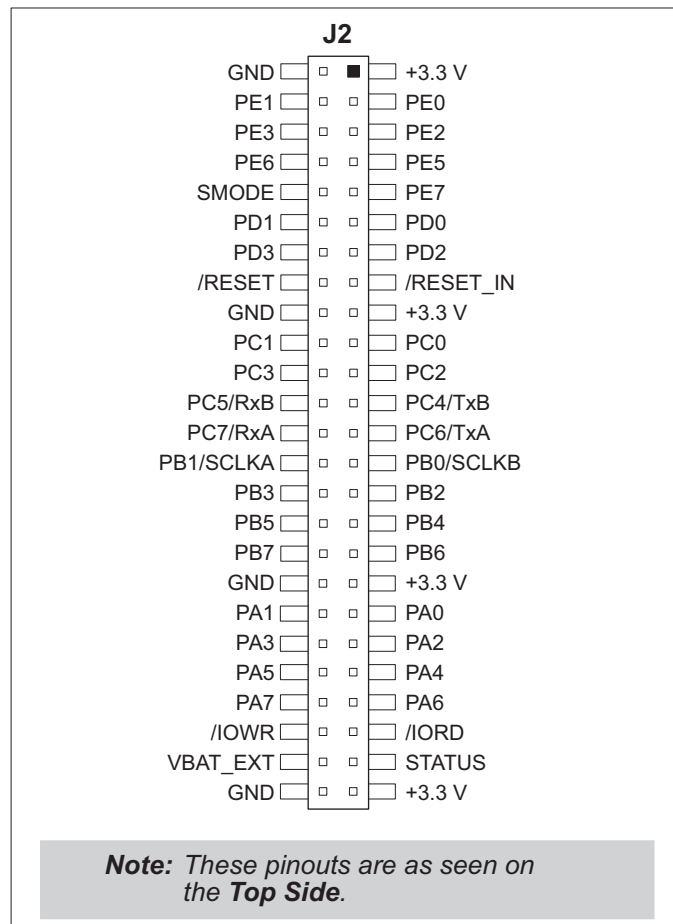 J2
GND +3.3 V
PE1 PE0
PE3 PE2
PE6 PE5
SMODE PE7
PD1 PD0
PD3 PD2
/RESET /RESET_IN
GND +3.3 V
PC1 PC0
PC3 PC2
PC5/RxB PC4/TxB
PC7/RxA PC6/TxA
PB1/SCLKA PB0/SCLKB
PB3 PB2
PB5 PB4
PB7 PB6
GND +3.3 V
PA1 PA0
PA3 PA2
PA5 PA4
PA7 PA6
/IOWR /IORD
VBAT_EXT STATUS
GND +3.3 V
Note: These pinouts are as seen on
the Top Side.